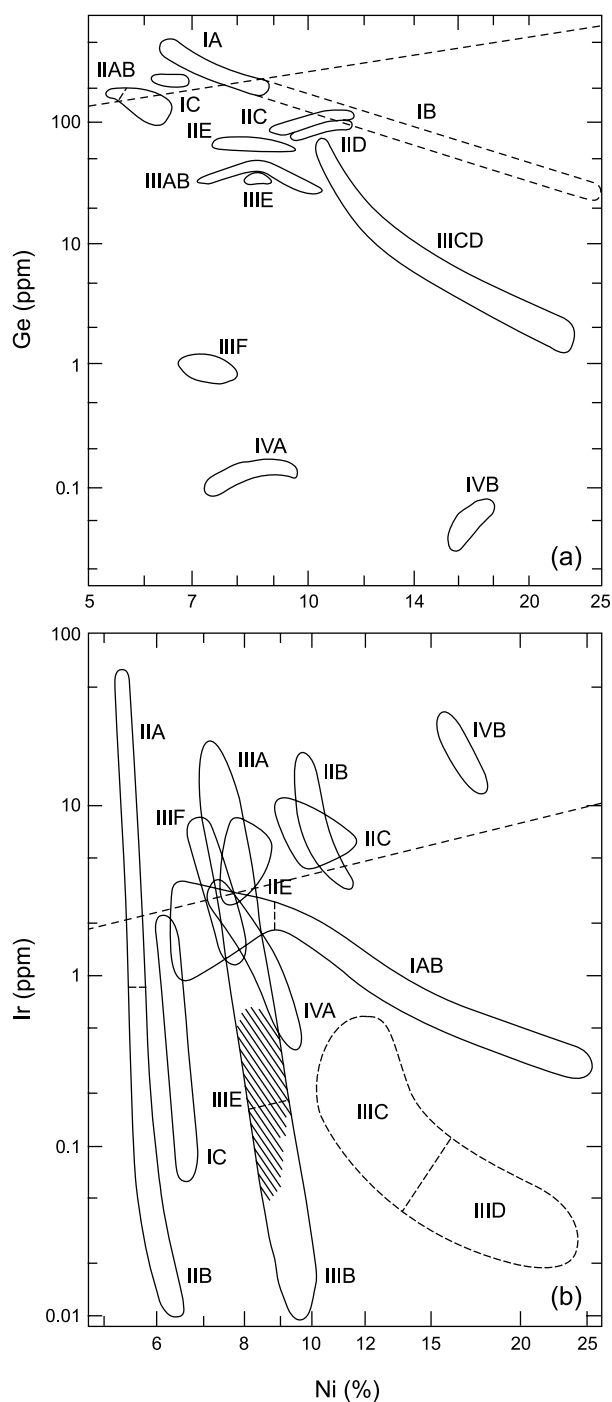 IA
IIAB
IC
IB
100
IIC
IIE
IID
IIIAB
IIIE
10
IIICD
Ge (ppm)
1
IIIF
IVA
IVB
0.1
(a)
5 7 10 14 20 25
100
IIA
IIIA
IIB
IVB
10
IIIF
IIC
IIE
IAB
1
Ir (ppm)
IVA
IIIE
IIIC
0.1
IC
IIID
IIB
IIIB
(b)
0.01
6 8 10 12 15 20 25
Ni (%)